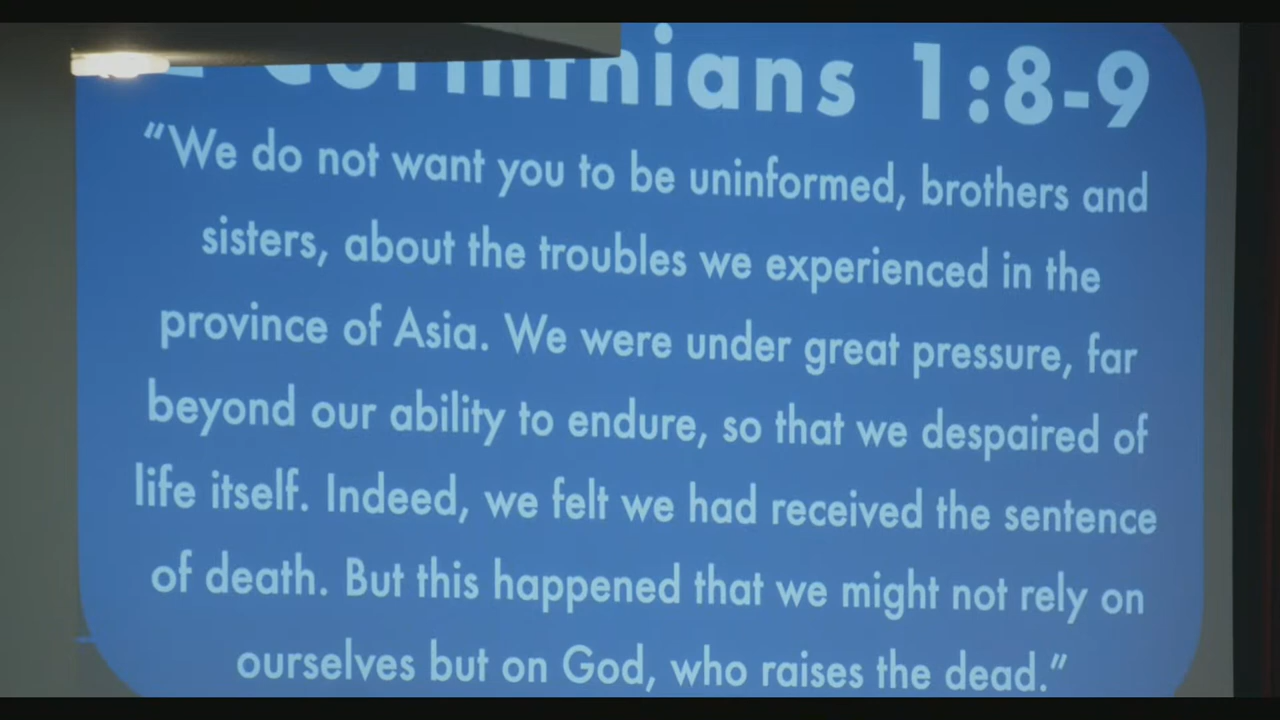 2 Corinthians 1:8-9
“We do not want you to be uninformed, brothers and
sisters, about the troubles we experienced in the
province of Asia. We were under great pressure, far
beyond our ability to endure, so that we despaired of
life itself. Indeed, we felt we had received the sentence
of death. But this happened that we might not rely on
ourselves but on God, who raises the dead.”